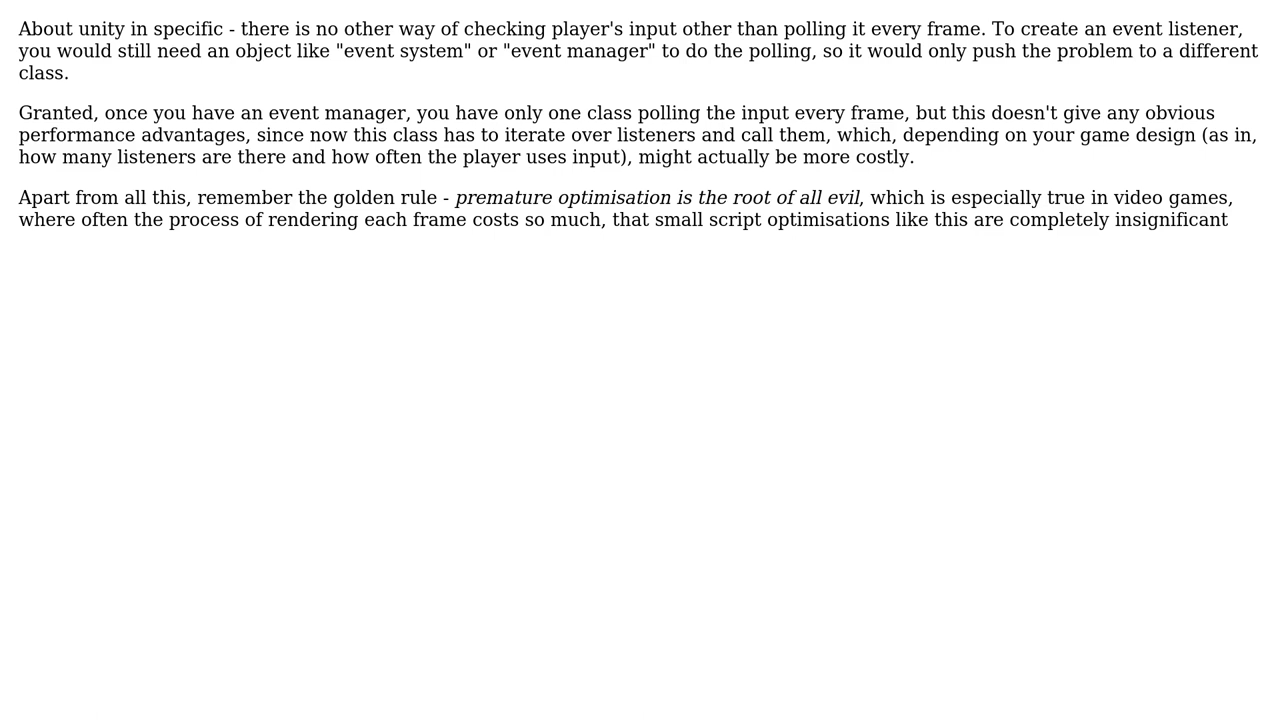 About unity in specific - there is no other way of checking player's input other than polling it every frame. To create an event listener,
you would still need an object like "event system" or "event manager" to do the polling, so it would only push the problem to a different
class.
Granted, once you have an event manager, you have only one class polling the input every frame, but this doesn't give any obvious
performance advantages, since now this class has to iterate over listeners and call them, which, depending on your game design (as in,
how many listeners are there and how often the player uses input), might actually be more costly.
Apart from all this, remember the golden rule - premature optimisation is the root of all evil, which is especially true in video games,
where often the process of rendering each frame costs so much, that small script optimisations like this are completely insignificant